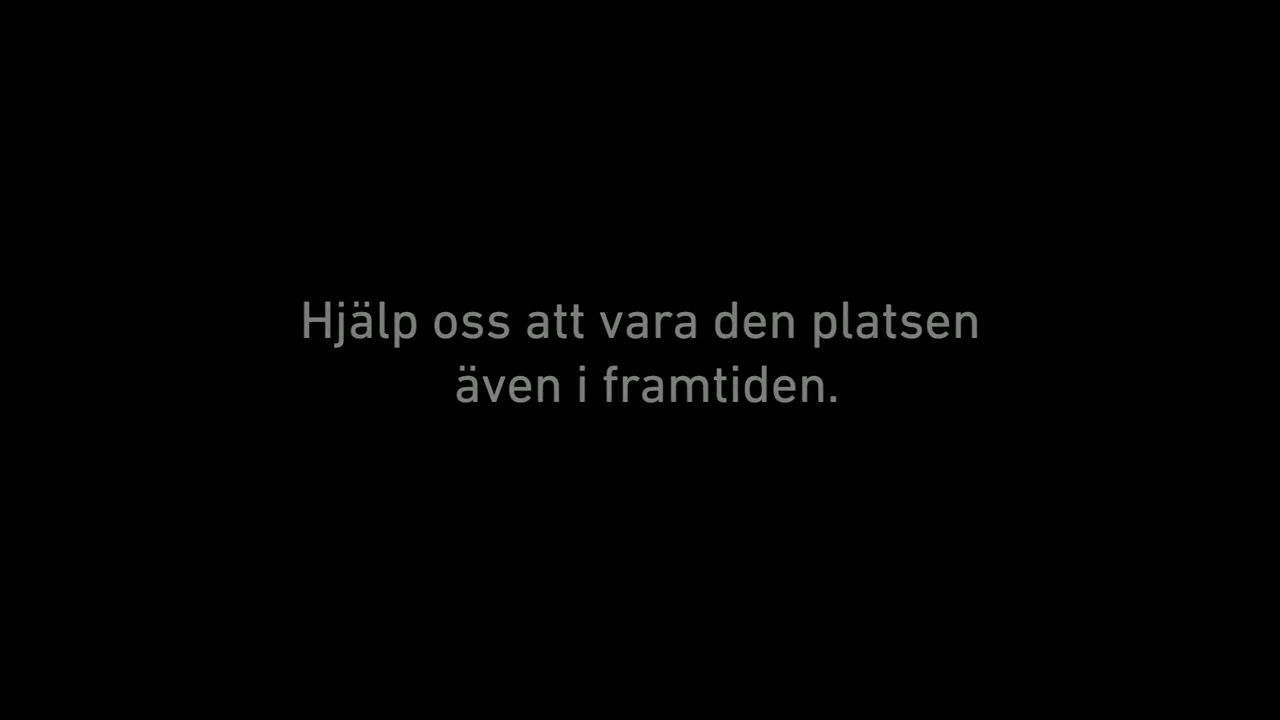 Hjälp oss att vara den platsen
även i framtiden.